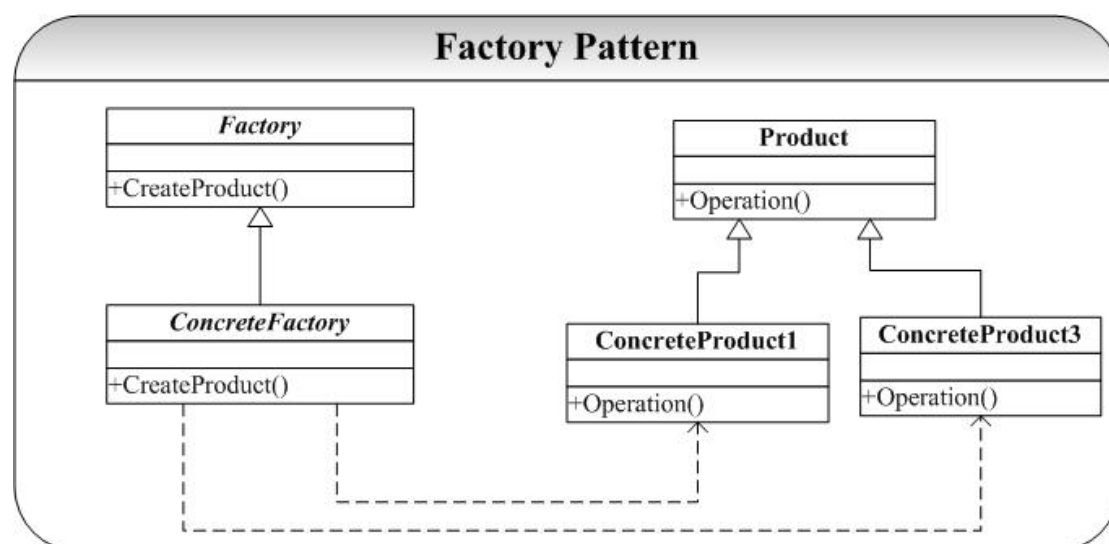 Factory Pattern
Factory
+CreateProduct()
Product
+Operation()
ConcreteFactory
+CreateProduct()
ConcreteProduct1
+Operation()
ConcreteProduct3
+Operation()